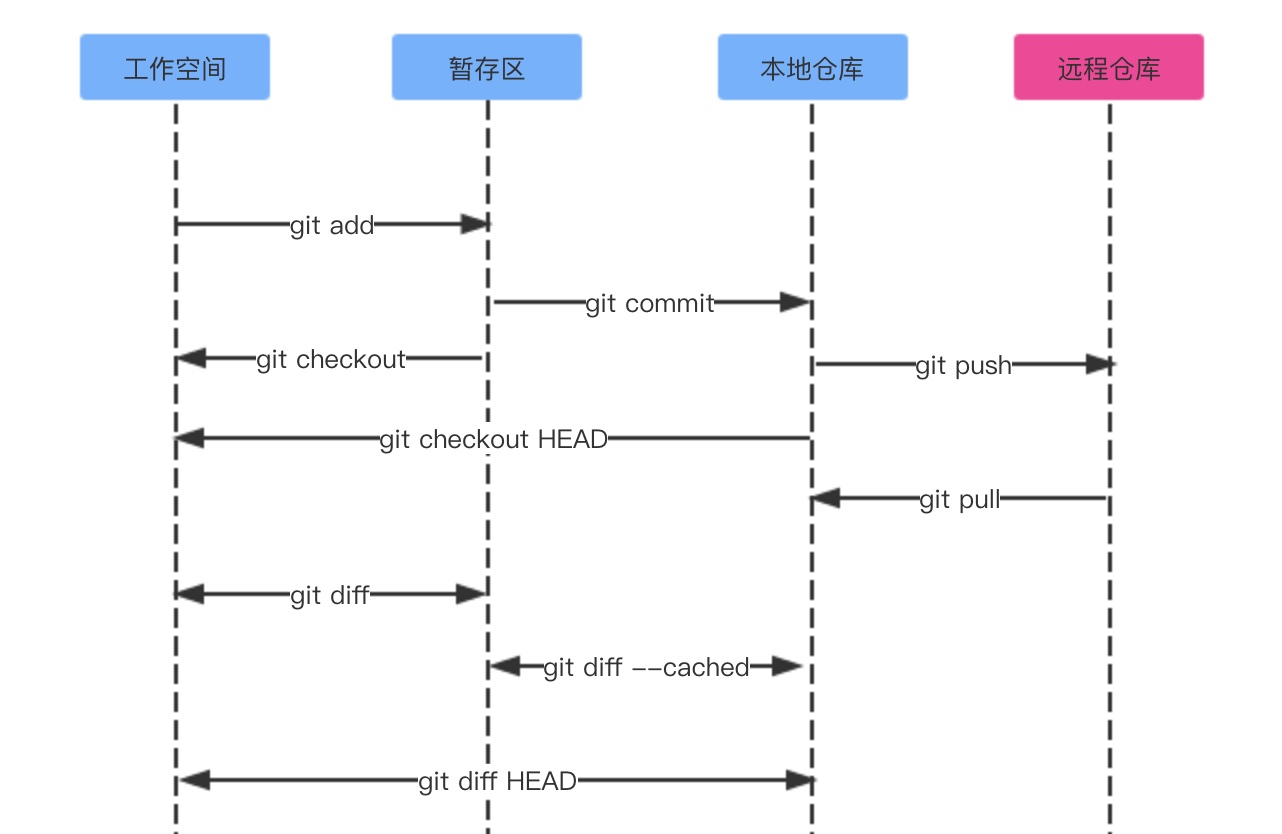 工作空间
暂存区
本地仓库
远程仓库
git add
git commit
git checkout
git push
git checkout HEAD
git pull
git diff
git diff --cached
git diff HEAD